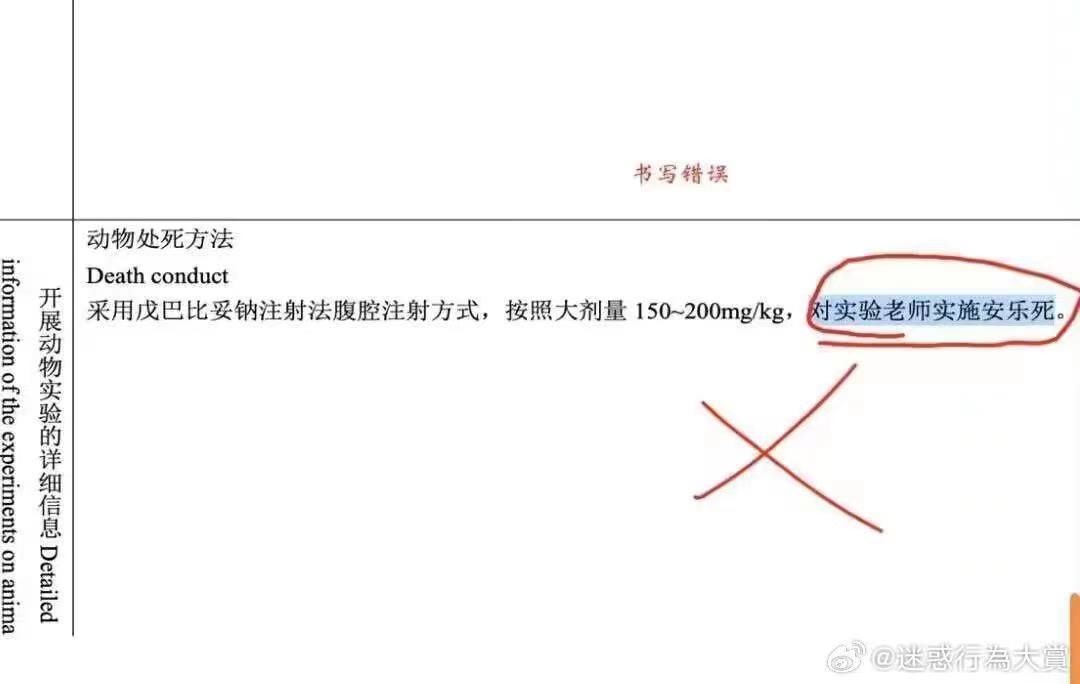 书写错误
动物处死方法
Death conduct
采用戊巴比妥钠注射法腹腔注射方式，按照大剂量 150~200mg/kg，对实验老师实施安乐死。
开展动物实验的详细信息 Detailed
information of the experiments on anima
@迷惑行為大賞